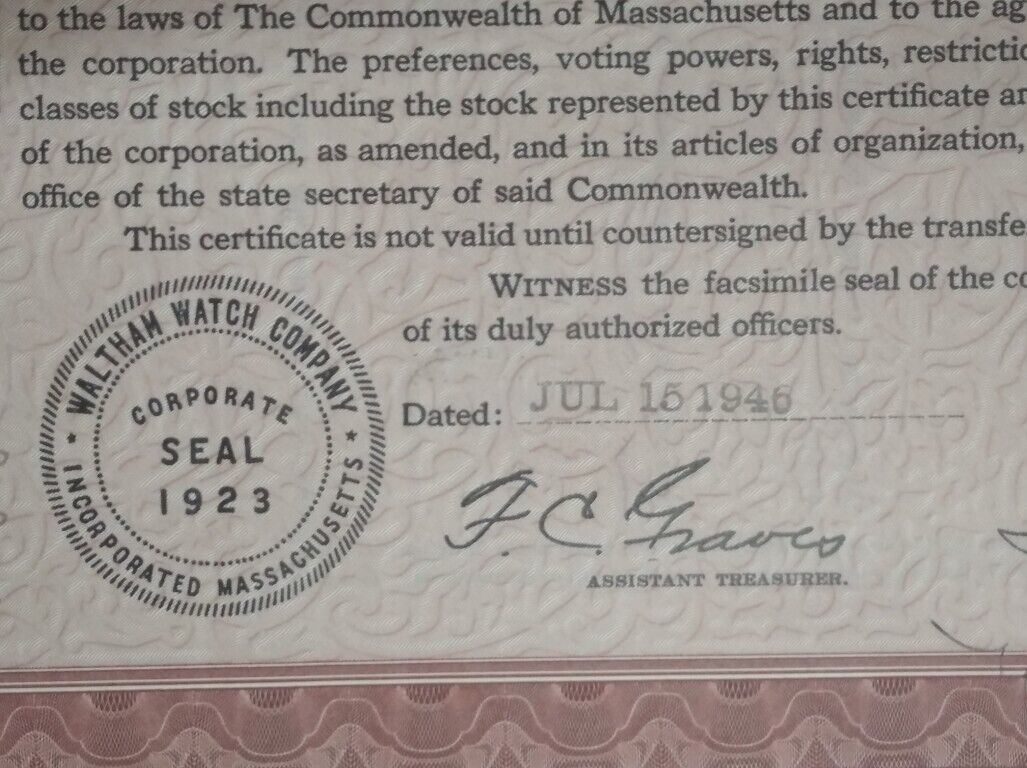 to the laws of The Commonwealth of Massachusetts and to the ag
the corporation. The preferences, voting powers, rights, restrictio
classes of stock including the stock represented by this certificate ar
of the corporation, as amended, and in its articles of organization,
office of the state secretary of said Commonwealth.
This certificate is not valid until countersigned by the transfe
WITNESS the facsimile seal of the co
of its duly authorized officers.
WALTHAM WATCH COMPANY
CORPORATE
SEAL
1923
★ INCORPORATED MASSACHUSETTS ★
Dated: JUL 15 1946
F. C. Graves
ASSISTANT TREASURER.